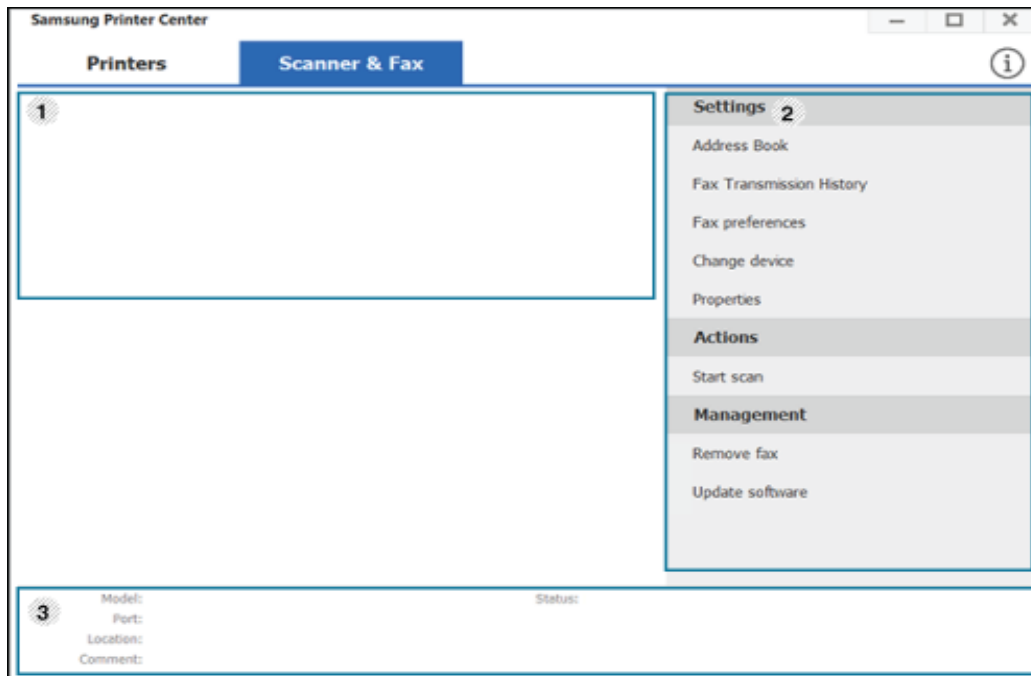 Samsung Printer Center
Printers
Scanner & Fax
1
Settings 2
Address Book
Fax Transmission History
Fax preferences
Change device
Properties
Actions
Start scan
Management
Remove fax
Update software
3
Model:
Status:
Port:
Location:
Comment: